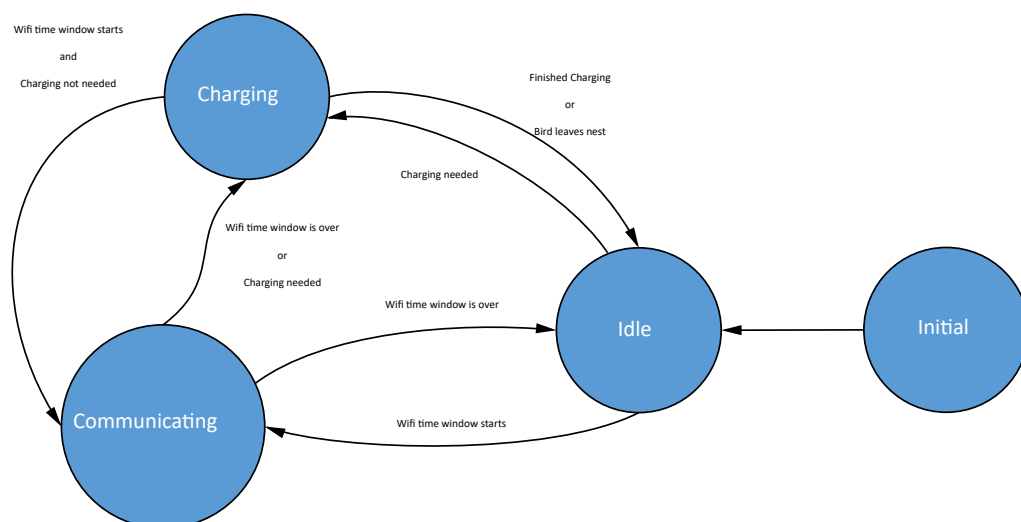 Wifi time window starts
and
Charging not needed
Charging
Finished Charging
or
Bird leaves nest
Charging needed
Wifi time window is over
or
Charging needed
Wifi time window is over
Idle
Initial
Communicating
Wifi time window starts